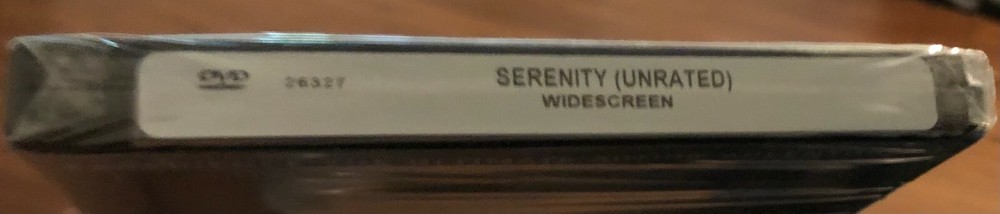 DVD 26327 SERENITY (UNRATED)
WIDESCREEN